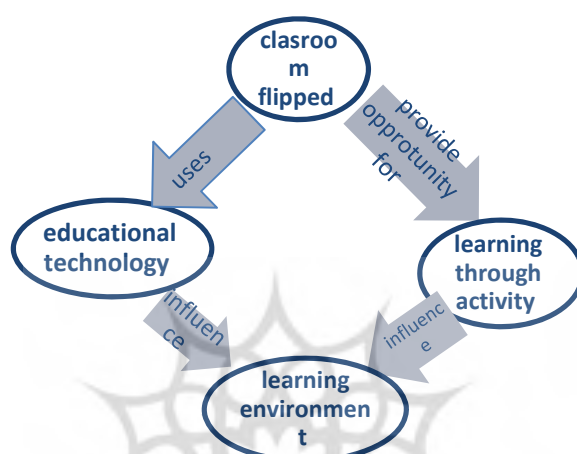 clasroo
m
flipped
uses
provide
opprotunity
for
educational
technology
learning
through
activity
influen
ce
influenc
e
learning
environmen
t